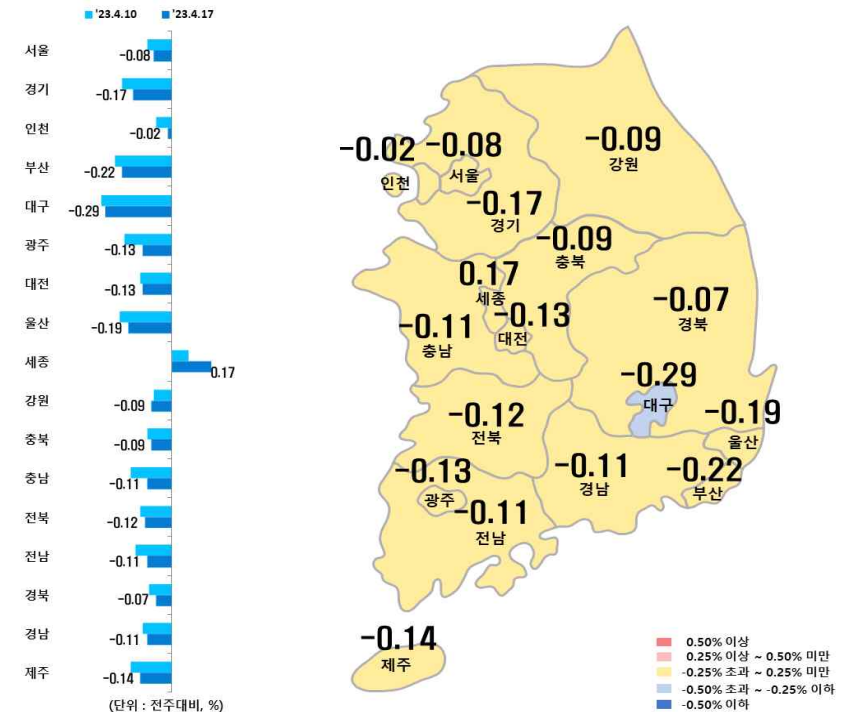 '23.4.10 '23.4.17
서울 -0.08
경기 -0.17
인천 -0.02
부산 -0.22
대구 -0.29
광주 -0.13
대전 -0.13
울산 -0.19
세종 0.17
강원 -0.09
충북 -0.09
충남 -0.11
전북 -0.12
전남 -0.11
경북 -0.07
경남 -0.11
제주 -0.14
(단위 : 전주대비, %)
-0.02
인천
-0.08
서울
-0.09
강원
-0.17
경기
-0.09
충북
0.17
세종
-0.13
대전
-0.11
충남
-0.07
경북
-0.29
대구
-0.19
울산
-0.12
전북
-0.13
광주
-0.11
전남
-0.11
경남
-0.22
부산
-0.14
제주
0.50% 이상
0.25% 이상 ~ 0.50% 미만
-0.25% 초과 ~ 0.25% 미만
-0.50% 초과 ~ -0.25% 이하
-0.50% 이하